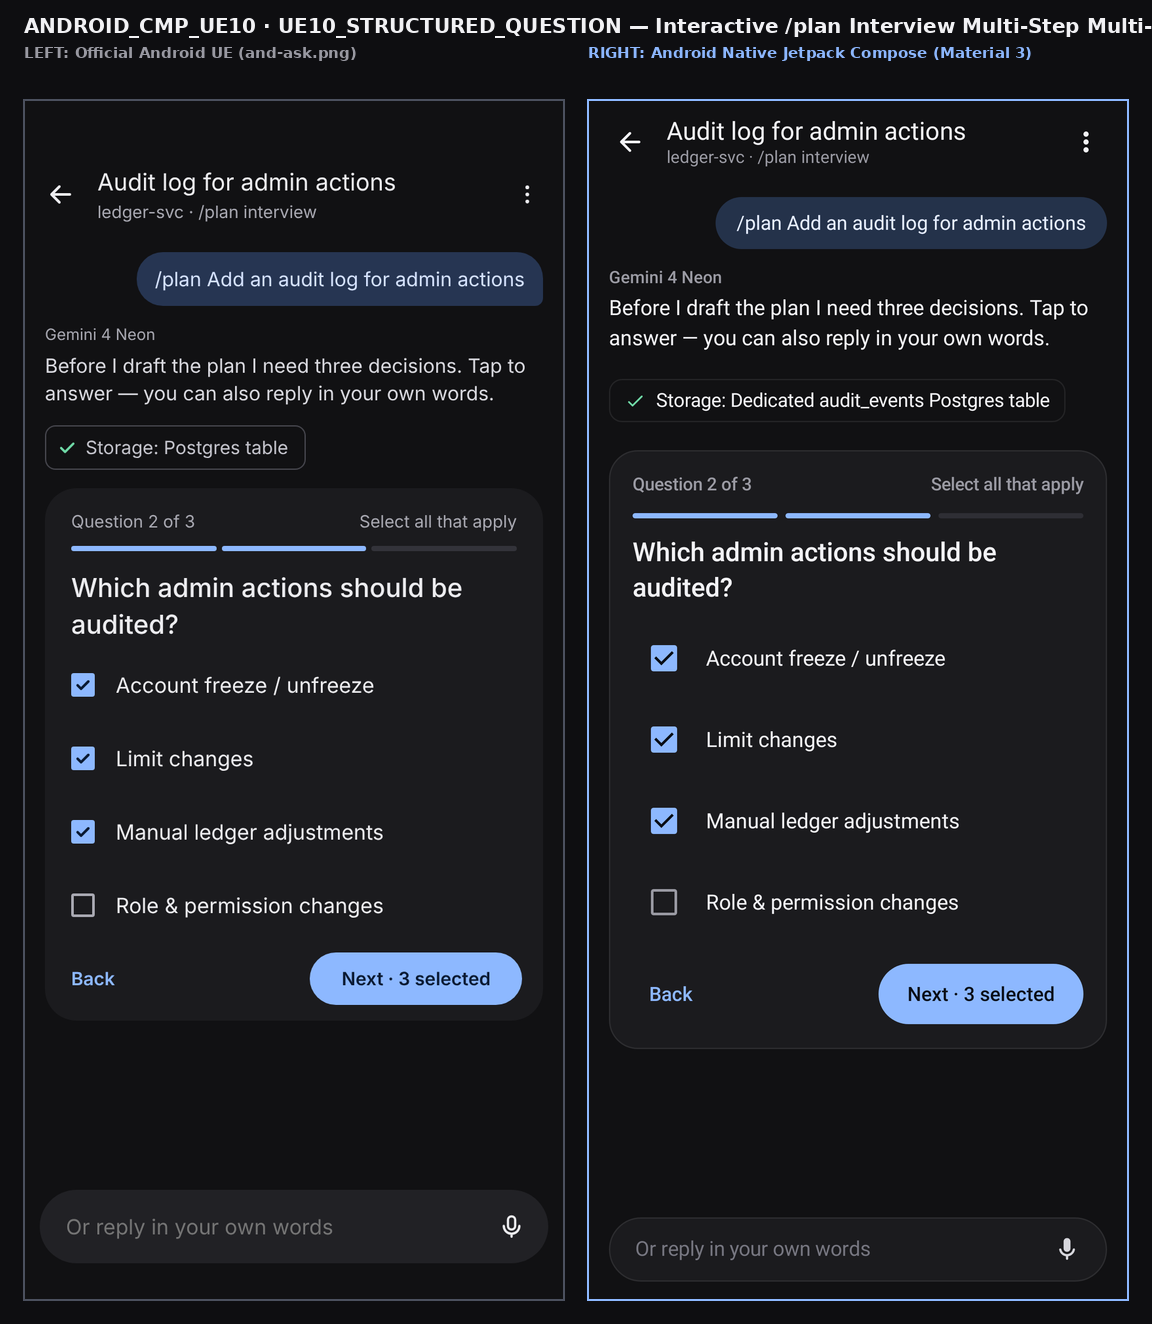 ANDROID_CMP_UE10 · UE10_STRUCTURED_QUESTION — Interactive /plan Interview Multi-Step Multi-
LEFT: Official Android UE (and-ask.png)
RIGHT: Android Native Jetpack Compose (Material 3)
Audit log for admin actions
ledger-svc · /plan interview
/plan Add an audit log for admin actions
Gemini 4 Neon
Before I draft the plan I need three decisions. Tap to
answer — you can also reply in your own words.
Storage: Postgres table
Question 2 of 3
Select all that apply
Which admin actions should be
audited?
Account freeze / unfreeze
Limit changes
Manual ledger adjustments
Role & permission changes
Back
Next · 3 selected
Or reply in your own words
Audit log for admin actions
ledger-svc · /plan interview
/plan Add an audit log for admin actions
Gemini 4 Neon
Before I draft the plan I need three decisions. Tap to
answer — you can also reply in your own words.
Storage: Dedicated audit_events Postgres table
Question 2 of 3
Select all that apply
Which admin actions should be
audited?
Account freeze / unfreeze
Limit changes
Manual ledger adjustments
Role & permission changes
Back
Next · 3 selected
Or reply in your own words